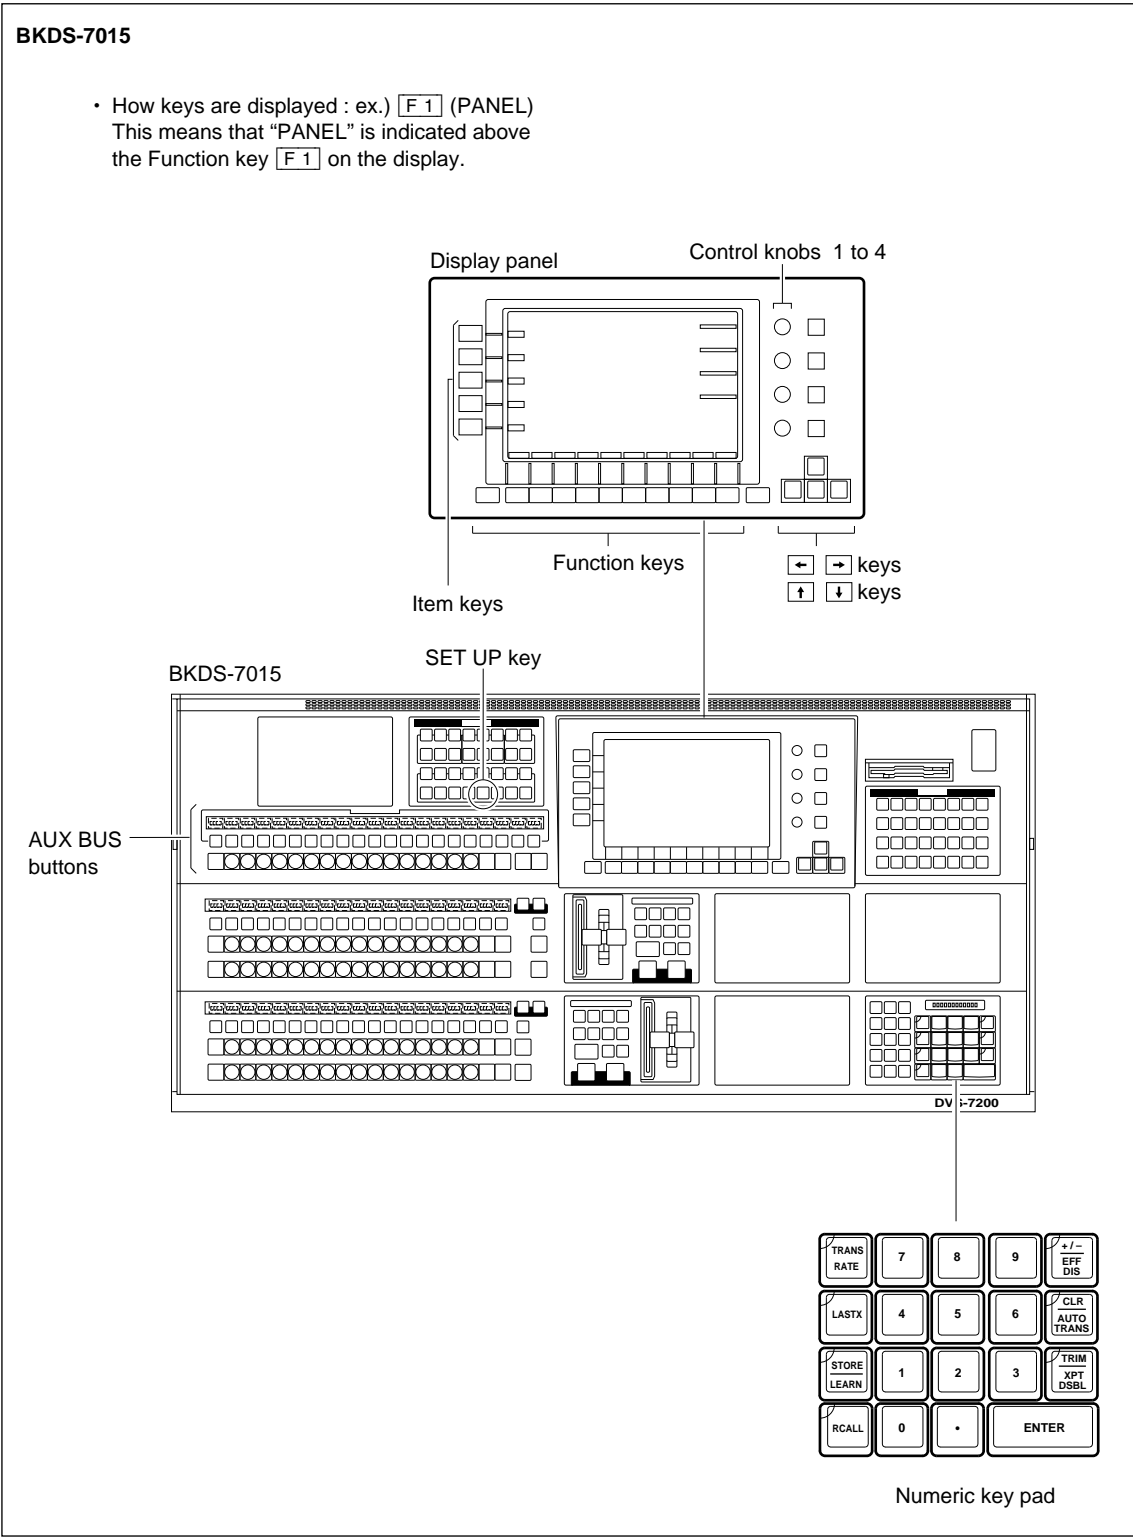 BKDS-7015
• How keys are displayed : ex.) F 1 (PANEL)
This means that “PANEL” is indicated above
the Function key F 1 on the display.
Display panel
Control knobs 1 to 4
Function keys
← → keys
↑ ↓ keys
Item keys
SET UP key
BKDS-7015
AUX BUS
buttons
DVS-7200
TRANS
RATE
7
8
9
+ / −
EFF
DIS
LASTX
4
5
6
CLR
AUTO
TRANS
STORE
LEARN
1
2
3
TRIM
XPT
DSBL
RCALL
0
•
ENTER
Numeric key pad